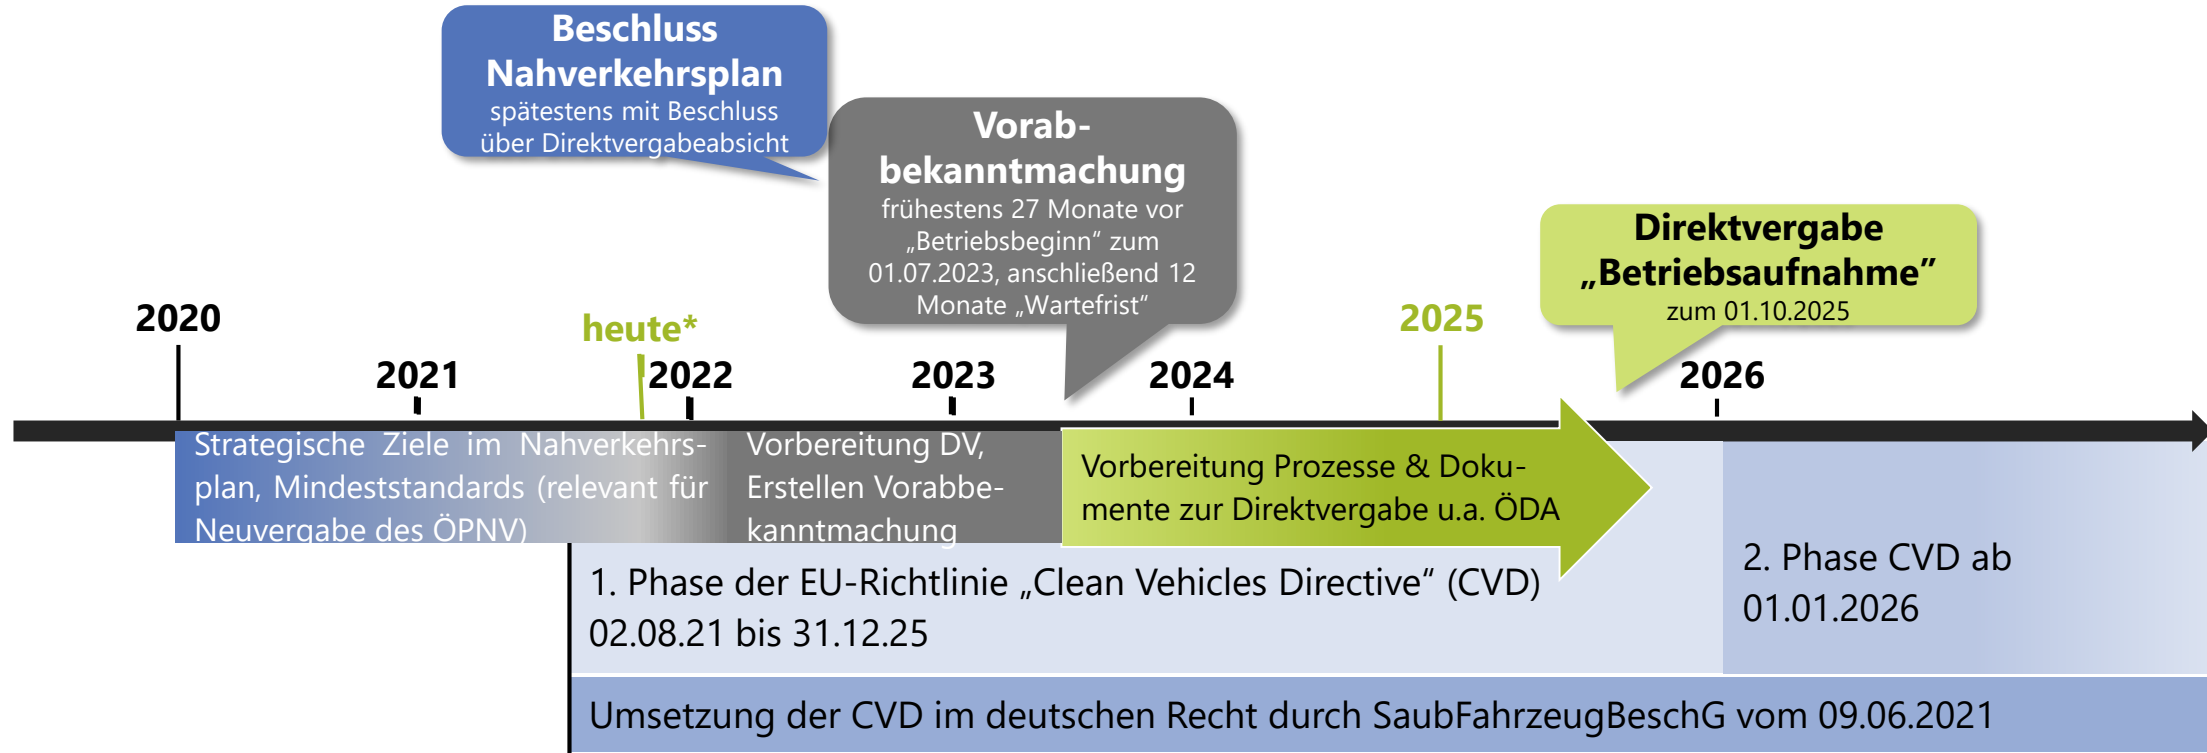 Beschluss
Nahverkehrsplan
spätestens mit Beschluss
über Direktvergabeabsicht
Vorab-
bekanntmachung
frühestens 27 Monate vor
„Betriebsbeginn“ zum
01.07.2023, anschließend 12
Monate „Wartefrist“
Direktvergabe
„Betriebsaufnahme”
zum 01.10.2025
2020
heute*
2025
2021
2022
2023
2024
2026
Strategische Ziele im Nahverkehrs-
plan, Mindeststandards (relevant für
Neuvergabe des ÖPNV)
Vorbereitung DV,
Erstellen Vorabbe-
kanntmachung
Vorbereitung Prozesse & Doku-
mente zur Direktvergabe u.a. ÖDA
1. Phase der EU-Richtlinie „Clean Vehicles Directive“ (CVD)
02.08.21 bis 31.12.25
2. Phase CVD ab
01.01.2026
Umsetzung der CVD im deutschen Recht durch SaubFahrzeugBeschG vom 09.06.2021